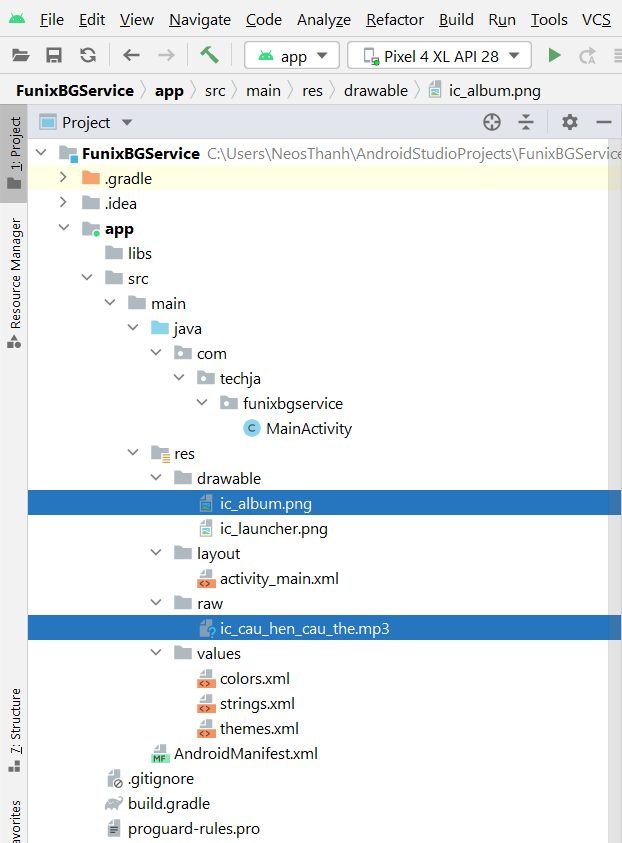 File Edit View Navigate Code Analyze Refactor Build Run Tools VCS
app Pixel 4 XL API 28
FunixBGService app src main res drawable ic_album.png
1: Project
Project
FunixBGService C:\Users\NeosThanh\AndroidStudioProjects\FunixBGService
.gradle
.idea
app
libs
Resource Manager
src
main
java
com
techja
funixbgservice
C MainActivity
res
drawable
ic_album.png
ic_launcher.png
layout
activity_main.xml
raw
ic_cau_hen_cau_the.mp3
values
colors.xml
strings.xml
themes.xml
7: Structure
MF AndroidManifest.xml
.gitignore
build.gradle
avorites
proguard-rules.pro